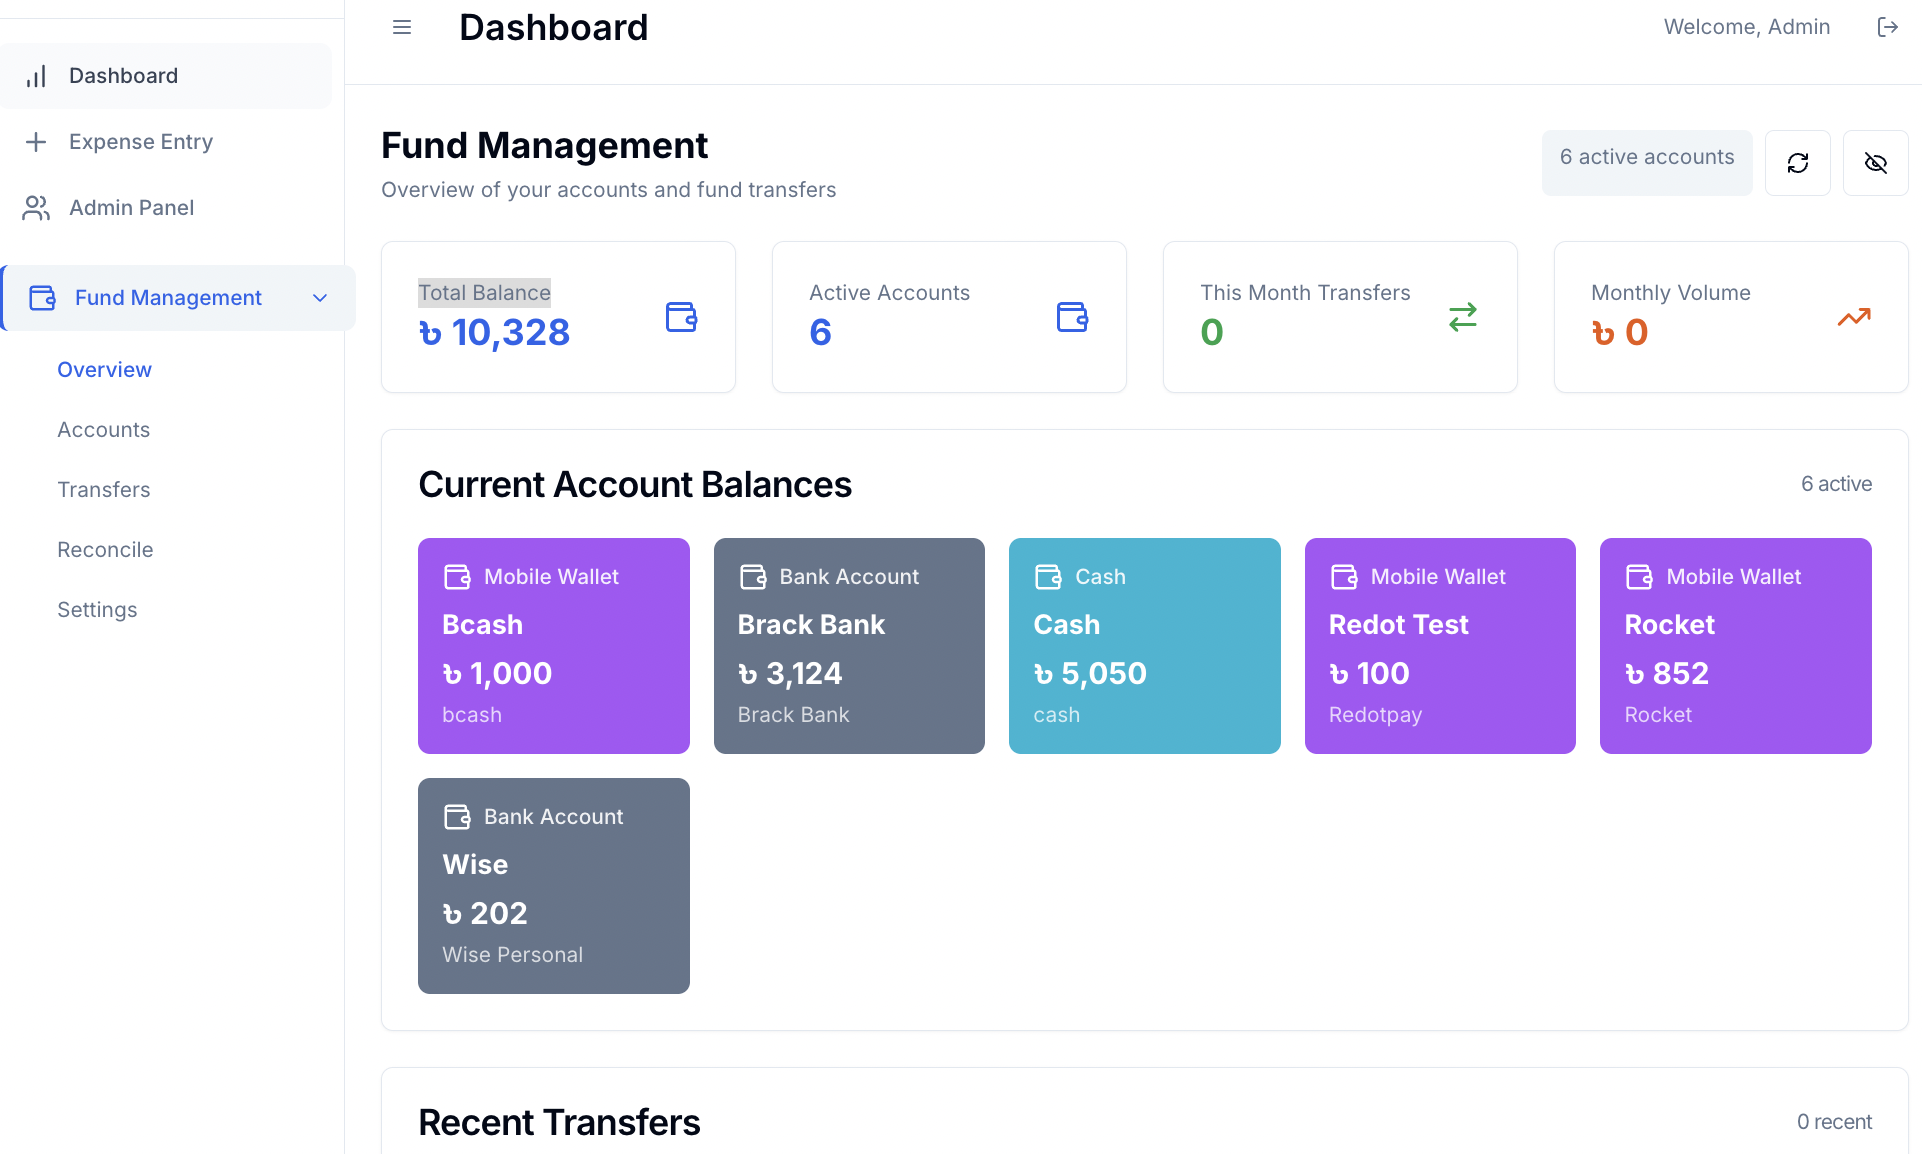 Dashboard
Welcome, Admin
Dashboard
Expense Entry
Admin Panel
Fund Management
Overview
Accounts
Transfers
Reconcile
Settings
Fund Management
Overview of your accounts and fund transfers
6 active accounts
Total Balance
৳ 10,328
Active Accounts
6
This Month Transfers
0
Monthly Volume
৳ 0
Current Account Balances
6 active
Mobile Wallet
Bcash
৳ 1,000
bcash
Bank Account
Brack Bank
৳ 3,124
Brack Bank
Cash
Cash
৳ 5,050
cash
Mobile Wallet
Redot Test
৳ 100
Redotpay
Mobile Wallet
Rocket
৳ 852
Rocket
Bank Account
Wise
৳ 202
Wise Personal
Recent Transfers
0 recent